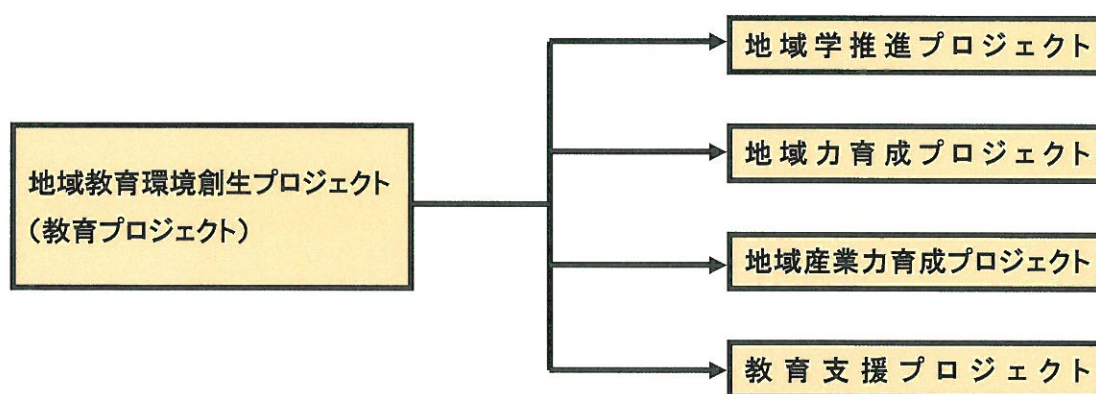 地域教育環境創生プロジェクト
(教育プロジェクト)
地域学推進プロジェクト
地域力育成プロジェクト
地域産業力育成プロジェクト
教育支援プロジェクト